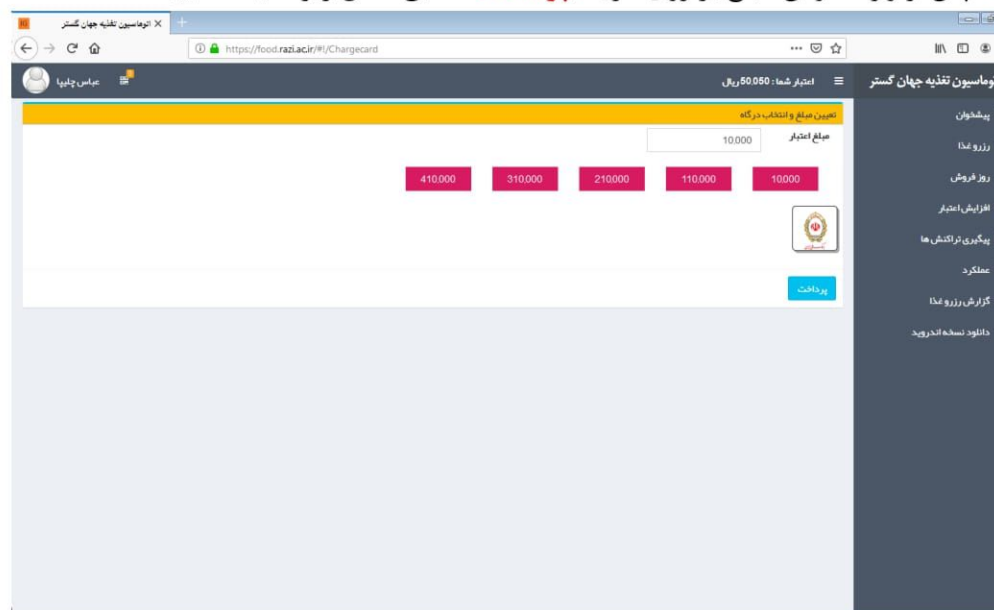 اتوماسیون تغذیه جهان گستر
https://food.razi.ac.ir/#!/Chargecard
اتوماسیون تغذیه جهان گستر
اعتبار شما : 50,050 ریال
عباس چلیپا
تعیین مبلغ و انتخاب درگاه
مبلغ اعتبار
10,000
10,000
110,000
210,000
310,000
410,000
پرداخت
پیشخوان
رزرو غذا
روز فروش
افزایش اعتبار
پیگیری تراکنش ها
عملکرد
گزارش رزرو غذا
دانلود نسخه اندروید